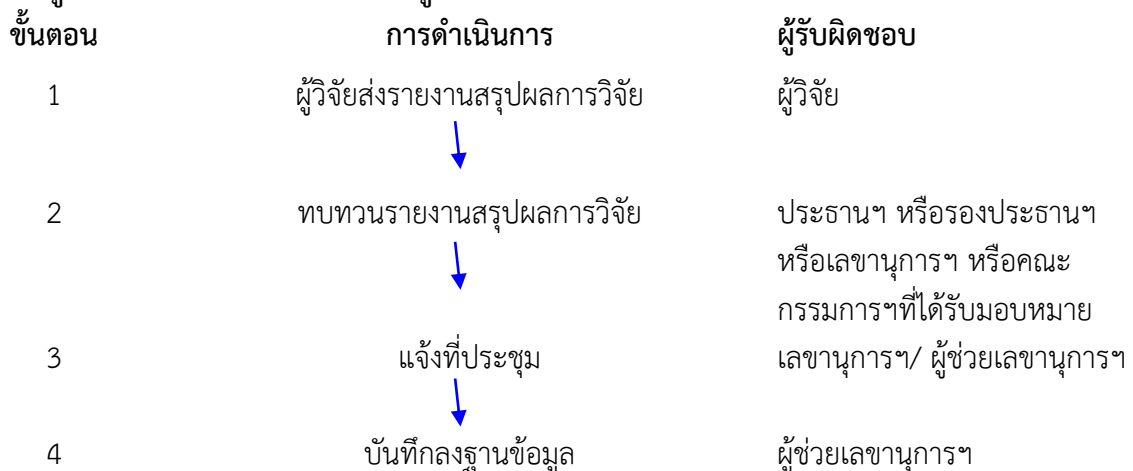 ขั้นตอน การดำเนินการ ผู้รับผิดชอบ
1 ผู้วิจัยส่งรายงานสรุปผลการวิจัย ผู้วิจัย
2 ทบทวนรายงานสรุปผลการวิจัย ประธานฯ หรือรองประธานฯ
หรือเลขานุการฯ หรือคณะ
กรรมการฯที่ได้รับมอบหมาย
3 แจ้งที่ประชุม เลขานุการฯ/ ผู้ช่วยเลขานุการฯ
4 บันทึกลงฐานข้อมูล ผู้ช่วยเลขานุการฯ